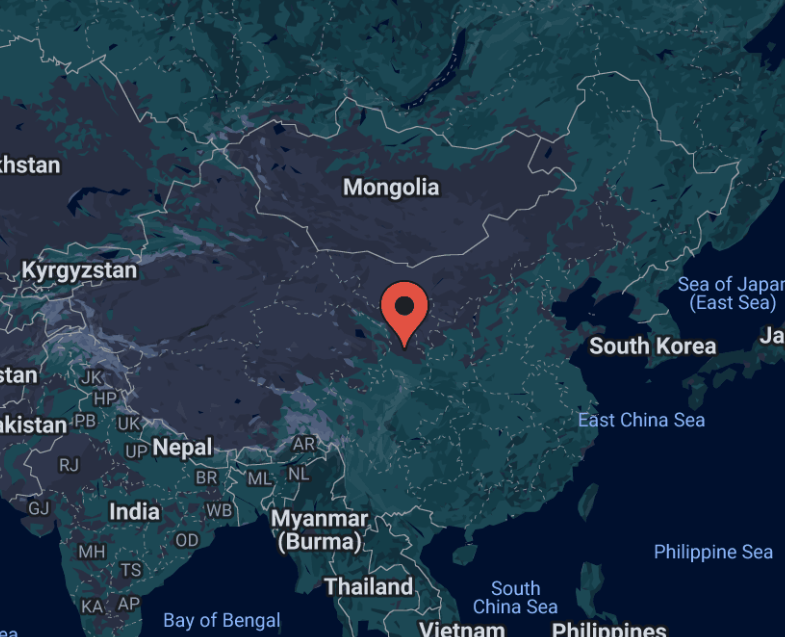 khstan
Mongolia
Kyrgyzstan
Sea of Japan
(East Sea)
South Korea
Ja
stan
JK
HP
akistan
PB
UK
East China Sea
UP
Nepal
AR
RJ
BR
ML
NL
GJ
India
WB
Myanmar
(Burma)
OD
MH
Philippine Sea
TS
Thailand
South
China Sea
KA
AP
Bay of Bengal
ea
Vietnam
Philippines